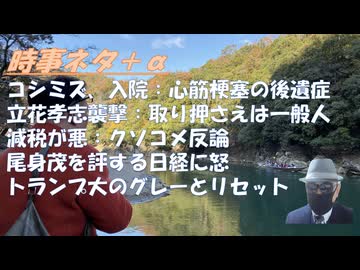 時事ネタ+α
コシミズ、入院：心筋梗塞の後遺症
立花孝志襲撃：取り押さえは一般人
減税が悪：クソコメ反論
尾身茂を評する日経に怒
トランプ大のグレーとリセット